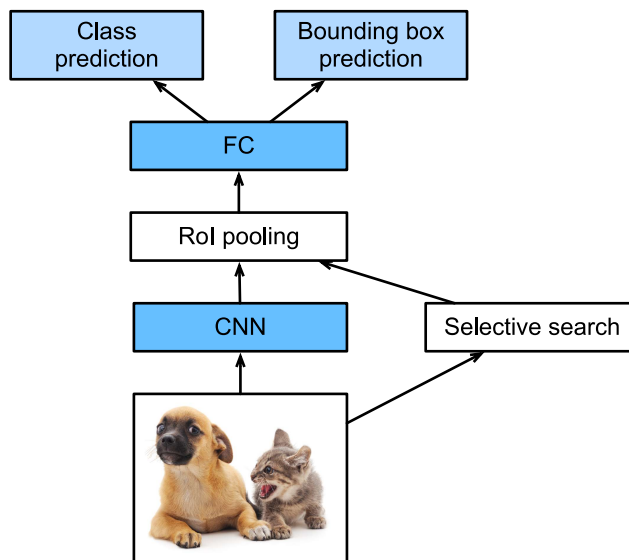 Class
prediction
Bounding box
prediction
FC
RoI pooling
CNN
Selective search